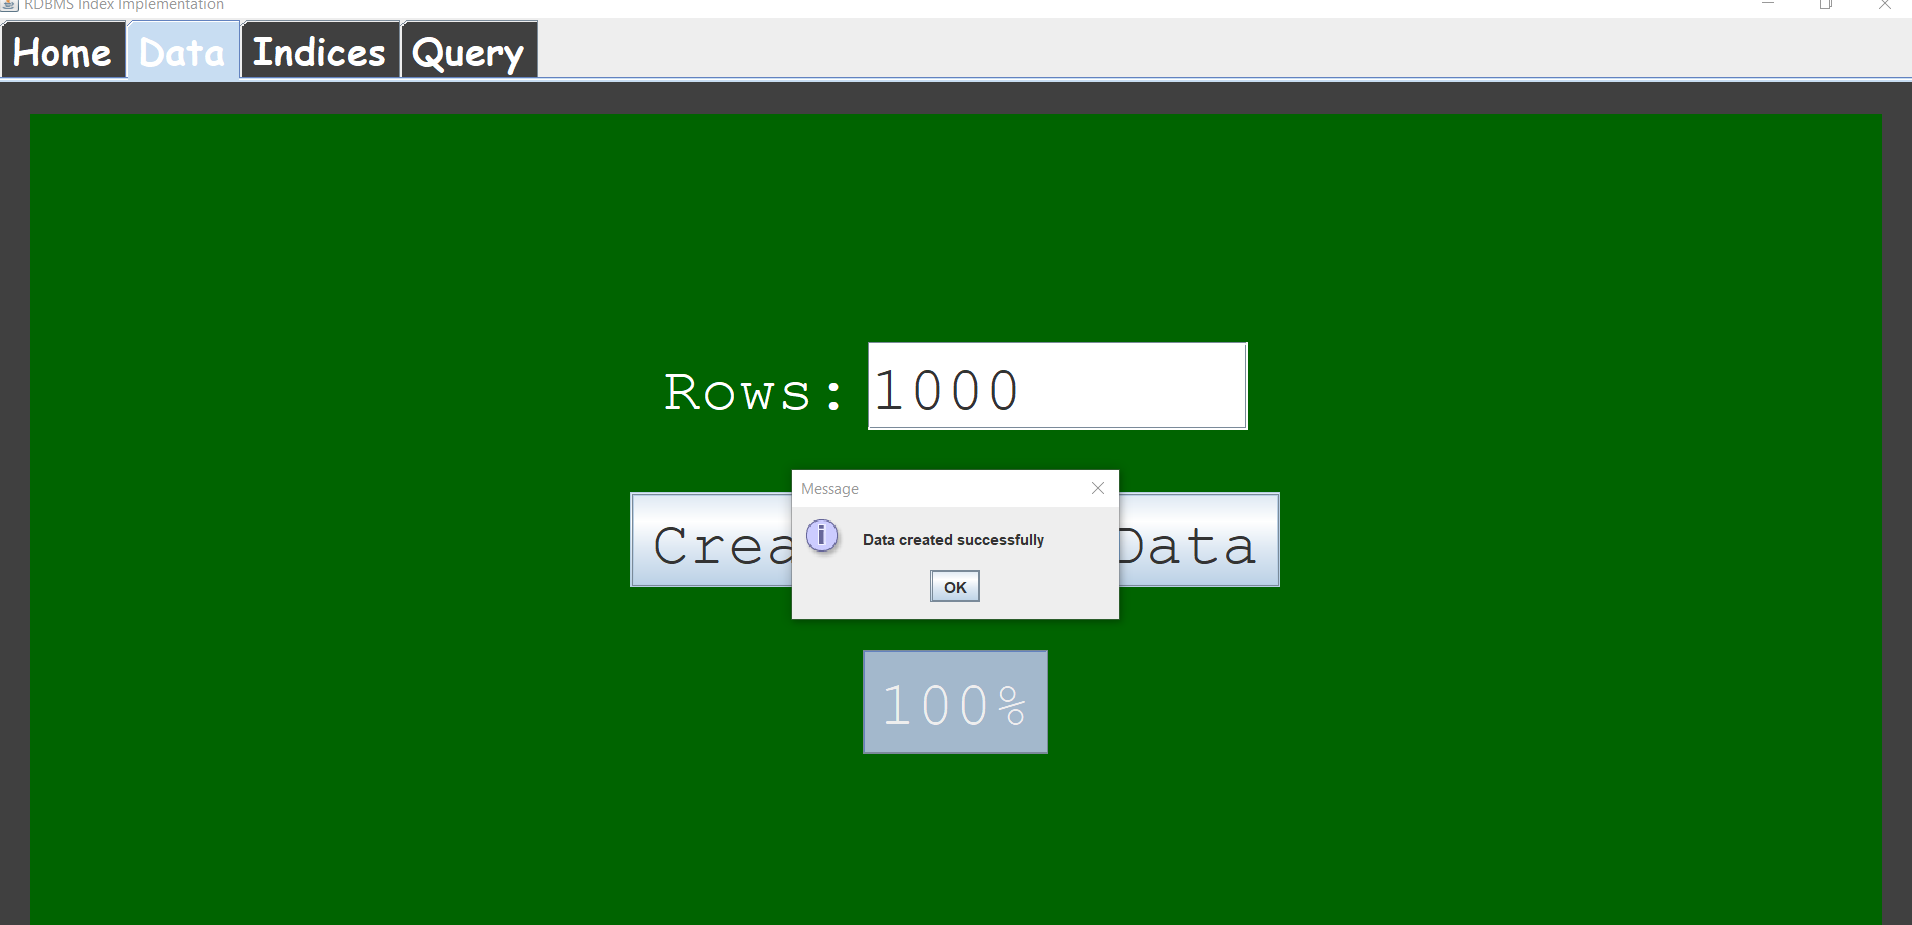 RDBMS Index Implementation
Home Data Indices Query
Rows: 1000
Message
Crea Data
Data created successfully
OK
100%